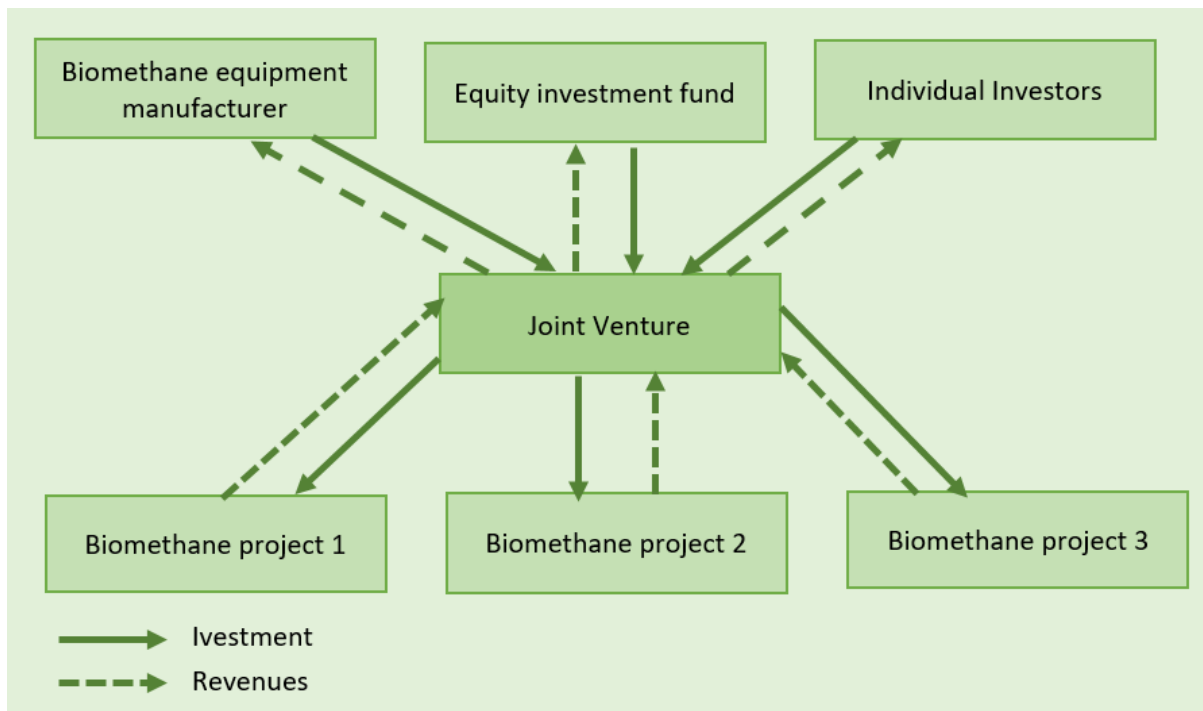 Biomethane equipment
manufacturer
Equity investment fund
Individual Investors
Joint Venture
Biomethane project 1
Biomethane project 2
Biomethane project 3
Ivestment
Revenues